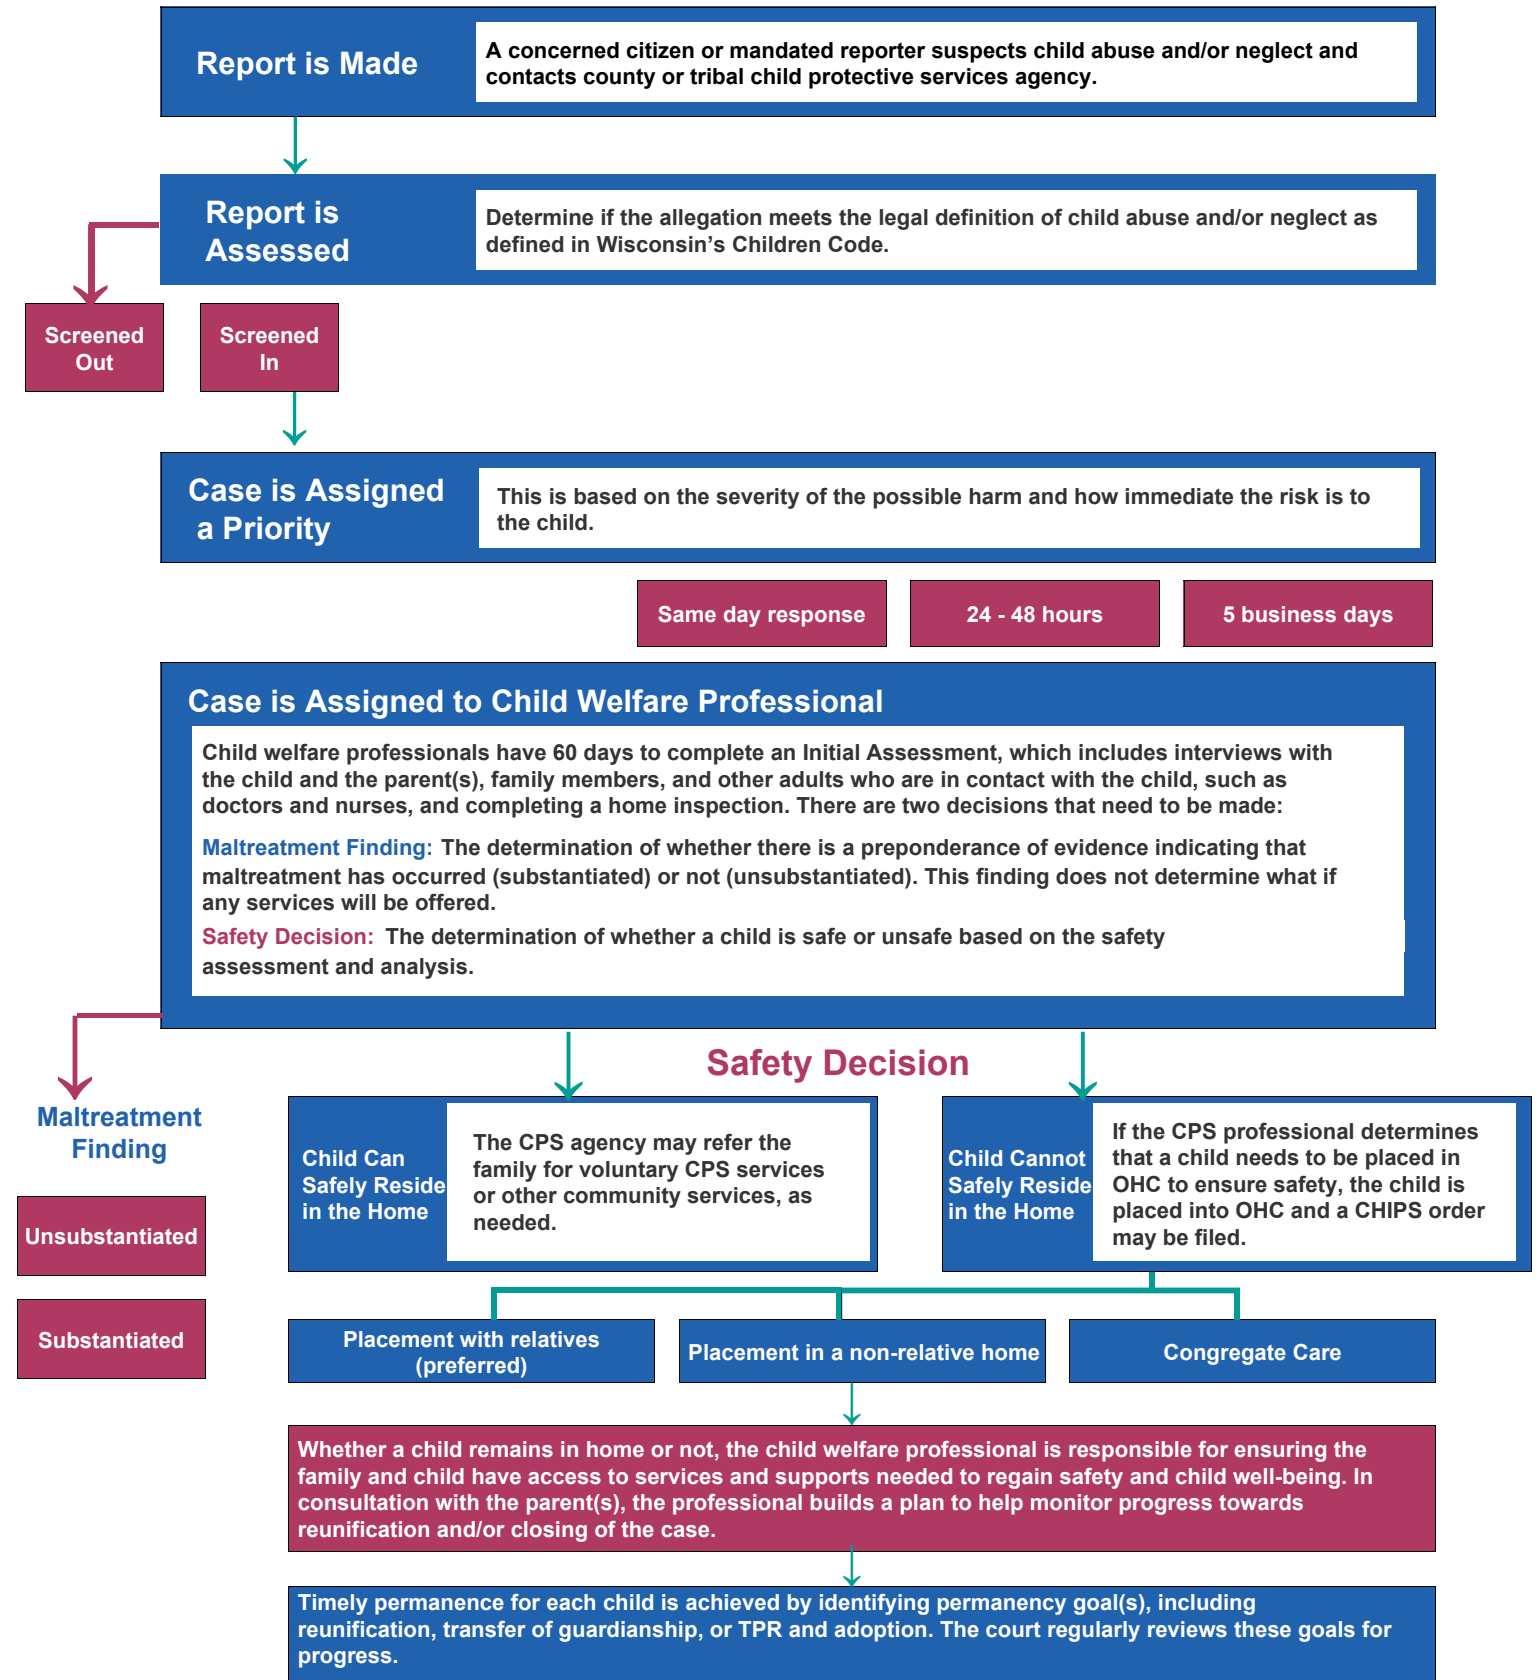 Report is Made
A concerned citizen or mandated reporter suspects child abuse and/or neglect and
contacts county or tribal child protective services agency.
Report is
Assessed
Determine if the allegation meets the legal definition of child abuse and/or neglect as
defined in Wisconsin’s Children Code.
Screened
Out
Screened
In
Case is Assigned
a Priority
This is based on the severity of the possible harm and how immediate the risk is to
the child.
Same day response
24 - 48 hours
5 business days
Case is Assigned to Child Welfare Professional
Child welfare professionals have 60 days to complete an Initial Assessment, which includes interviews with
the child and the parent(s), family members, and other adults who are in contact with the child, such as
doctors and nurses, and completing a home inspection. There are two decisions that need to be made:
Maltreatment Finding: The determination of whether there is a preponderance of evidence indicating that
maltreatment has occurred (substantiated) or not (unsubstantiated). This finding does not determine what if
any services will be offered.
Safety Decision: The determination of whether a child is safe or unsafe based on the safety
assessment and analysis.
Safety Decision
Maltreatment
Finding
Unsubstantiated
Substantiated
Child Can
Safely Reside
in the Home
The CPS agency may refer the
family for voluntary CPS services
or other community services, as
needed.
Child Cannot
Safely Reside
in the Home
If the CPS professional determines
that a child needs to be placed in
OHC to ensure safety, the child is
placed into OHC and a CHIPS order
may be filed.
Placement with relatives
(preferred)
Placement in a non-relative home
Congregate Care
Whether a child remains in home or not, the child welfare professional is responsible for ensuring the
family and child have access to services and supports needed to regain safety and child well-being. In
consultation with the parent(s), the professional builds a plan to help monitor progress towards
reunification and/or closing of the case.
Timely permanence for each child is achieved by identifying permanency goal(s), including
reunification, transfer of guardianship, or TPR and adoption. The court regularly reviews these goals for
progress.